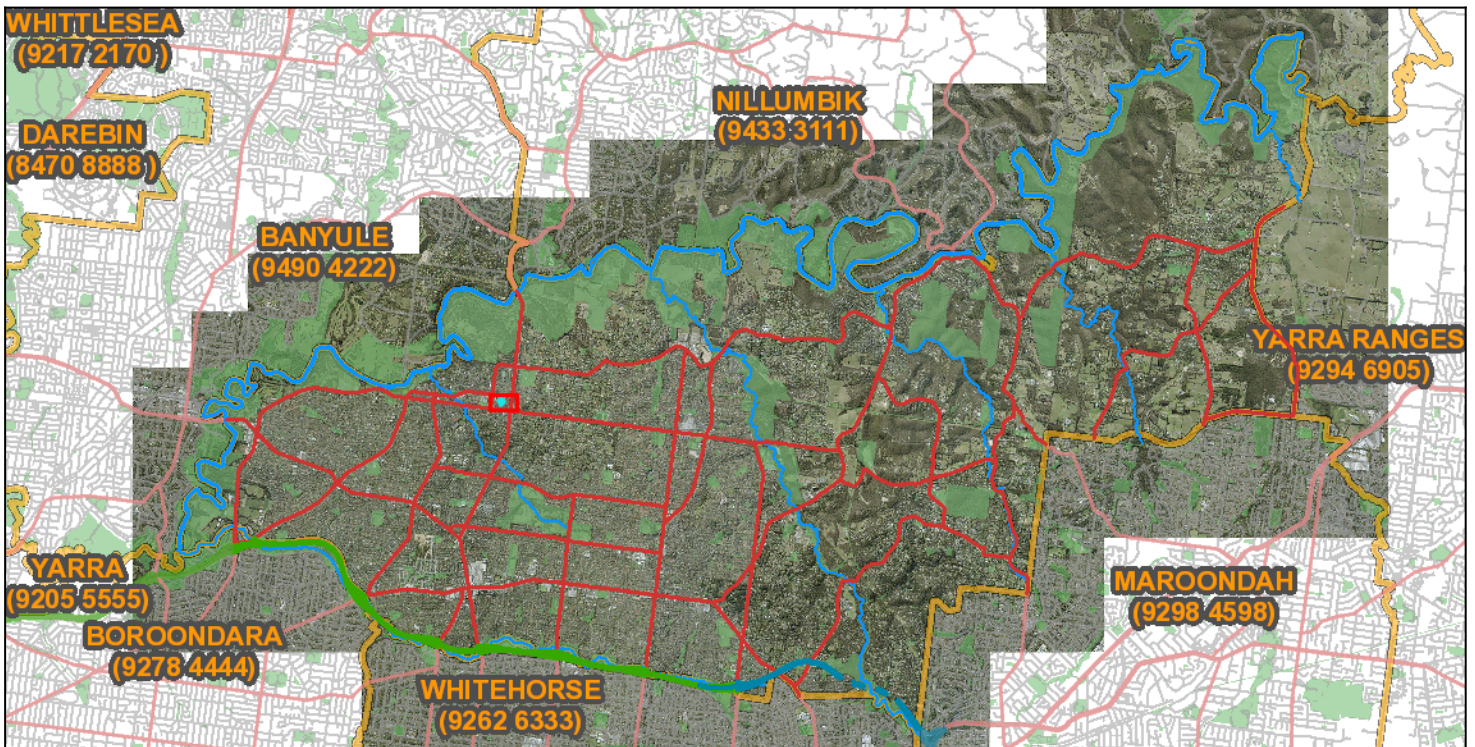 WHITTLESEA
(9217 2170 )
DAREBIN
(8470 8888 )
NILLUMBIK
(9433 3111)
BANYULE
(9490 4222)
YARRA RANGES
(9294 6905)
YARRA
(9205 5555)
MAROONDAH
(9298 4598)
BOROONDARA
(9278 4444)
WHITEHORSE
(9262 6333)